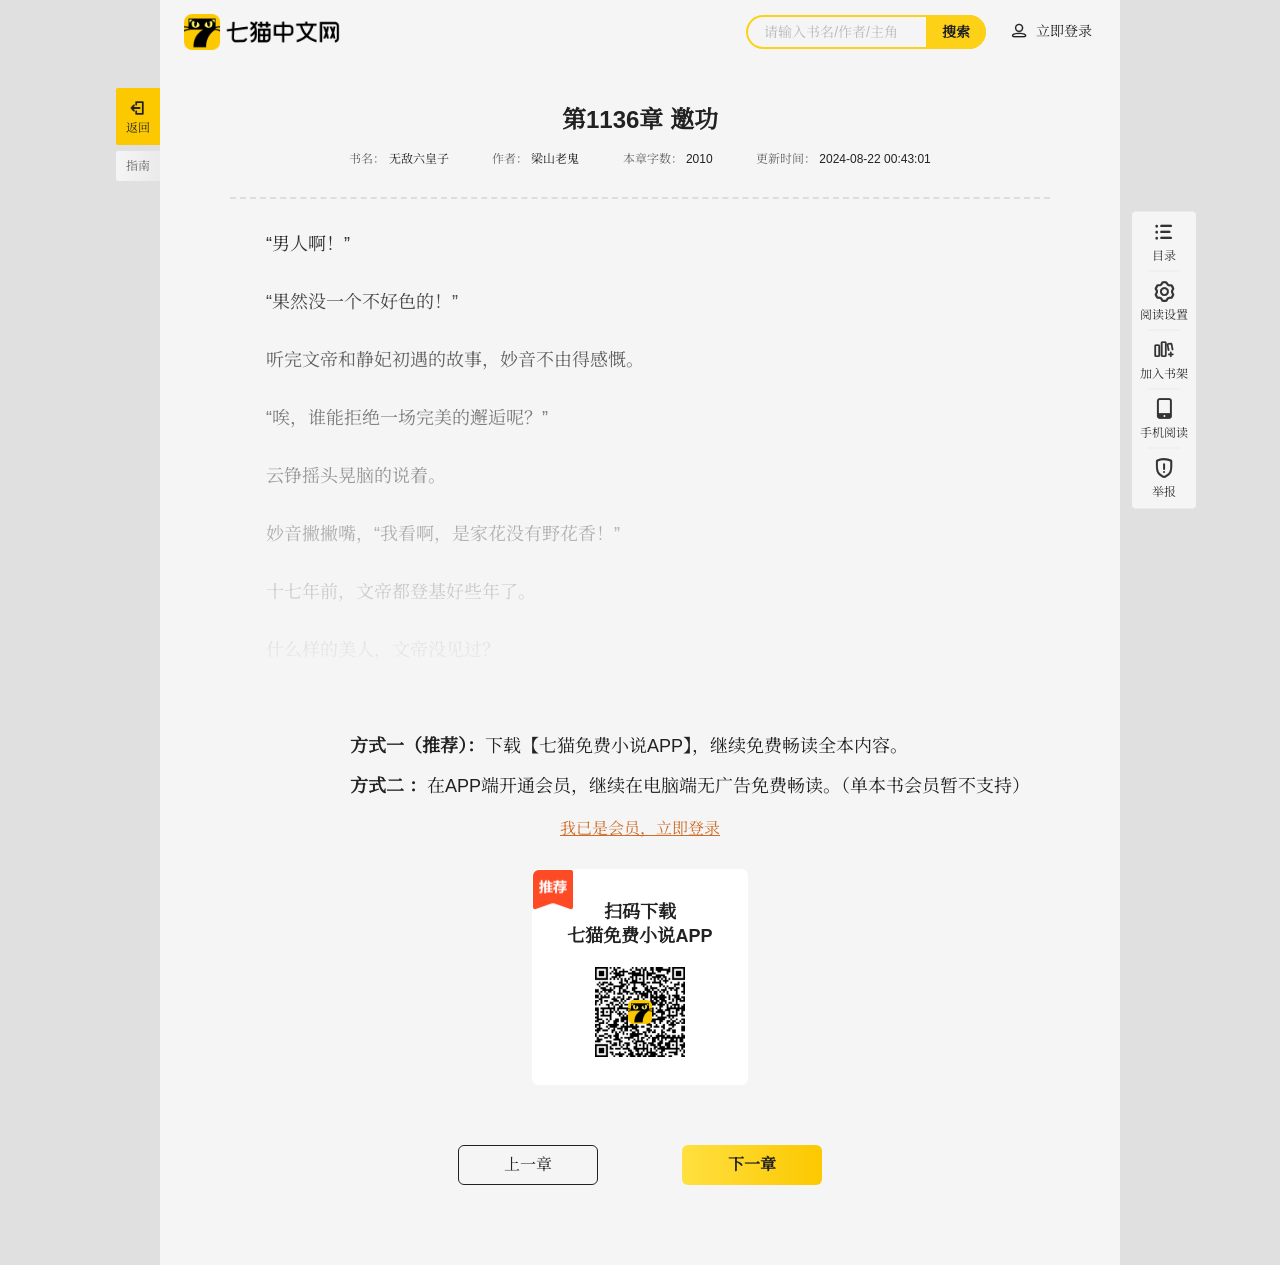 七猫中文网
请输入书名/作者/主角
搜索
立即登录
返回
指南
第1136章 邀功
书名： 无敌六皇子 作者： 梁山老鬼 本章字数： 2010 更新时间： 2024-08-22 00:43:01
“男人啊！”
“果然没一个不好色的！”
听完文帝和静妃初遇的故事，妙音不由得感慨。
“唉，谁能拒绝一场完美的邂逅呢？”
云铮摇头晃脑的说着。
妙音撇撇嘴，“我看啊，是家花没有野花香！”
十七年前，文帝都登基好些年了。
什么样的美人，文帝没见过？
目录
阅读设置
加入书架
手机阅读
举报
方式一（推荐）：下载【七猫免费小说APP】，继续免费畅读全本内容。
方式二 ：在APP端开通会员，继续在电脑端无广告免费畅读。（单本书会员暂不支持）
我已是会员，立即登录
推荐
扫码下载
七猫免费小说APP
上一章
下一章